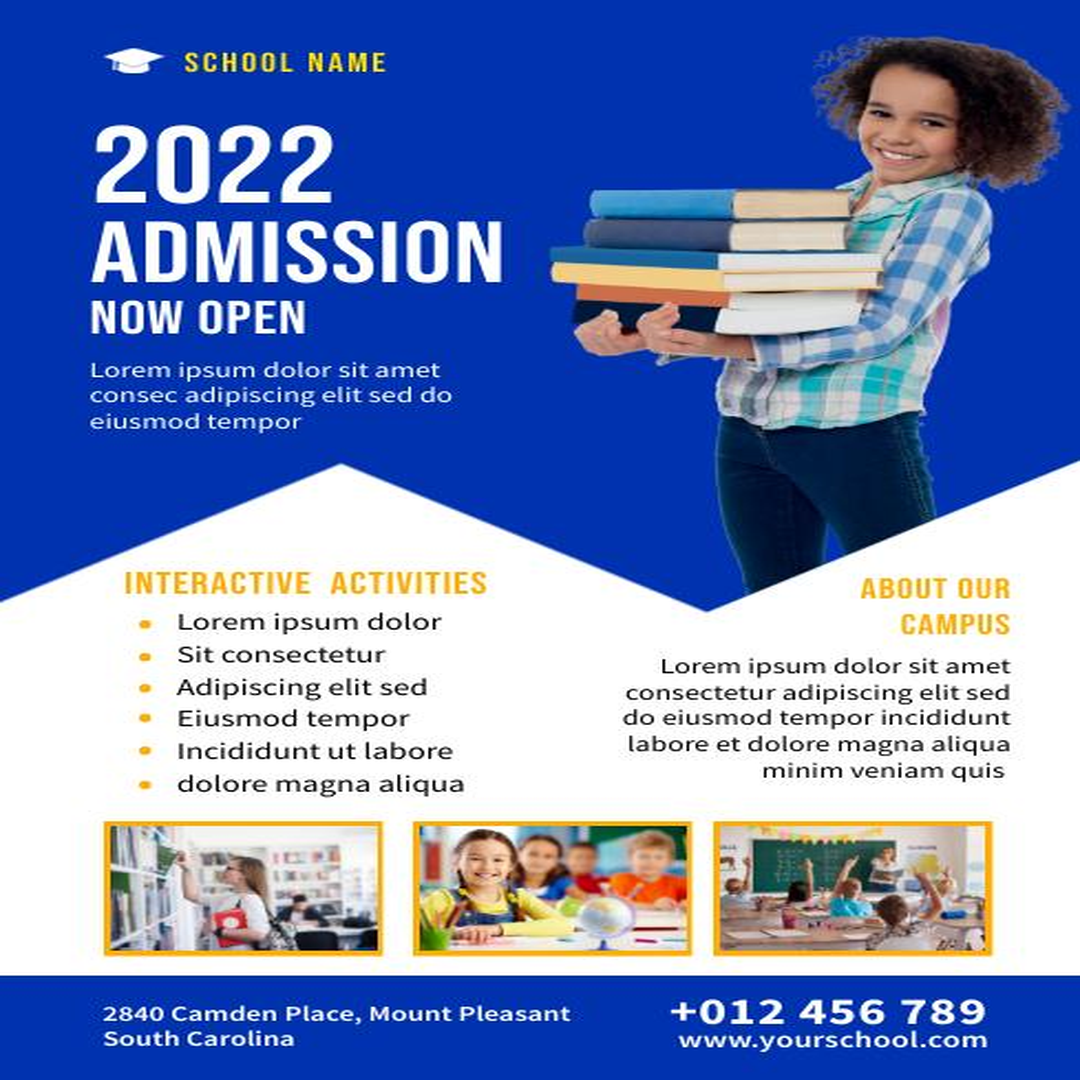 SCHOOL NAME
2022
ADMISSION
NOW OPEN
Lorem ipsum dolor sit amet
consec adipiscing elit sed do
eiusmod tempor
INTERACTIVE ACTIVITIES
Lorem ipsum dolor
Sit consectetur
Adipiscing elit sed
Eiusmod tempor
Incididunt ut labore
dolore magna aliqua
ABOUT OUR
CAMPUS
Lorem ipsum dolor sit amet
consectetur adipiscing elit sed
do eiusmod tempor incididunt
labore et dolore magna aliqua
minim veniam quis
2840 Camden Place, Mount Pleasant
South Carolina
+012 456 789
www.yourschool.com